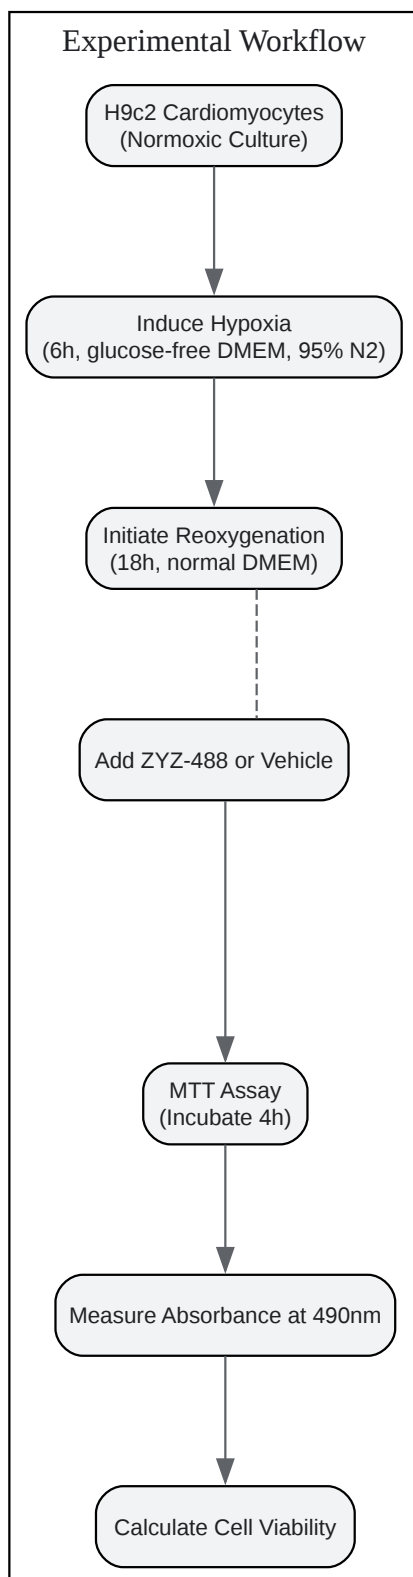 Experimental Workflow
H9c2 Cardiomyocytes
(Normoxic Culture)
Induce Hypoxia
(6h, glucose-free DMEM, 95% N2)
Initiate Reoxygenation
(18h, normal DMEM)
Add ZYZ-488 or Vehicle
MTT Assay
(Incubate 4h)
Measure Absorbance at 490nm
Calculate Cell Viability